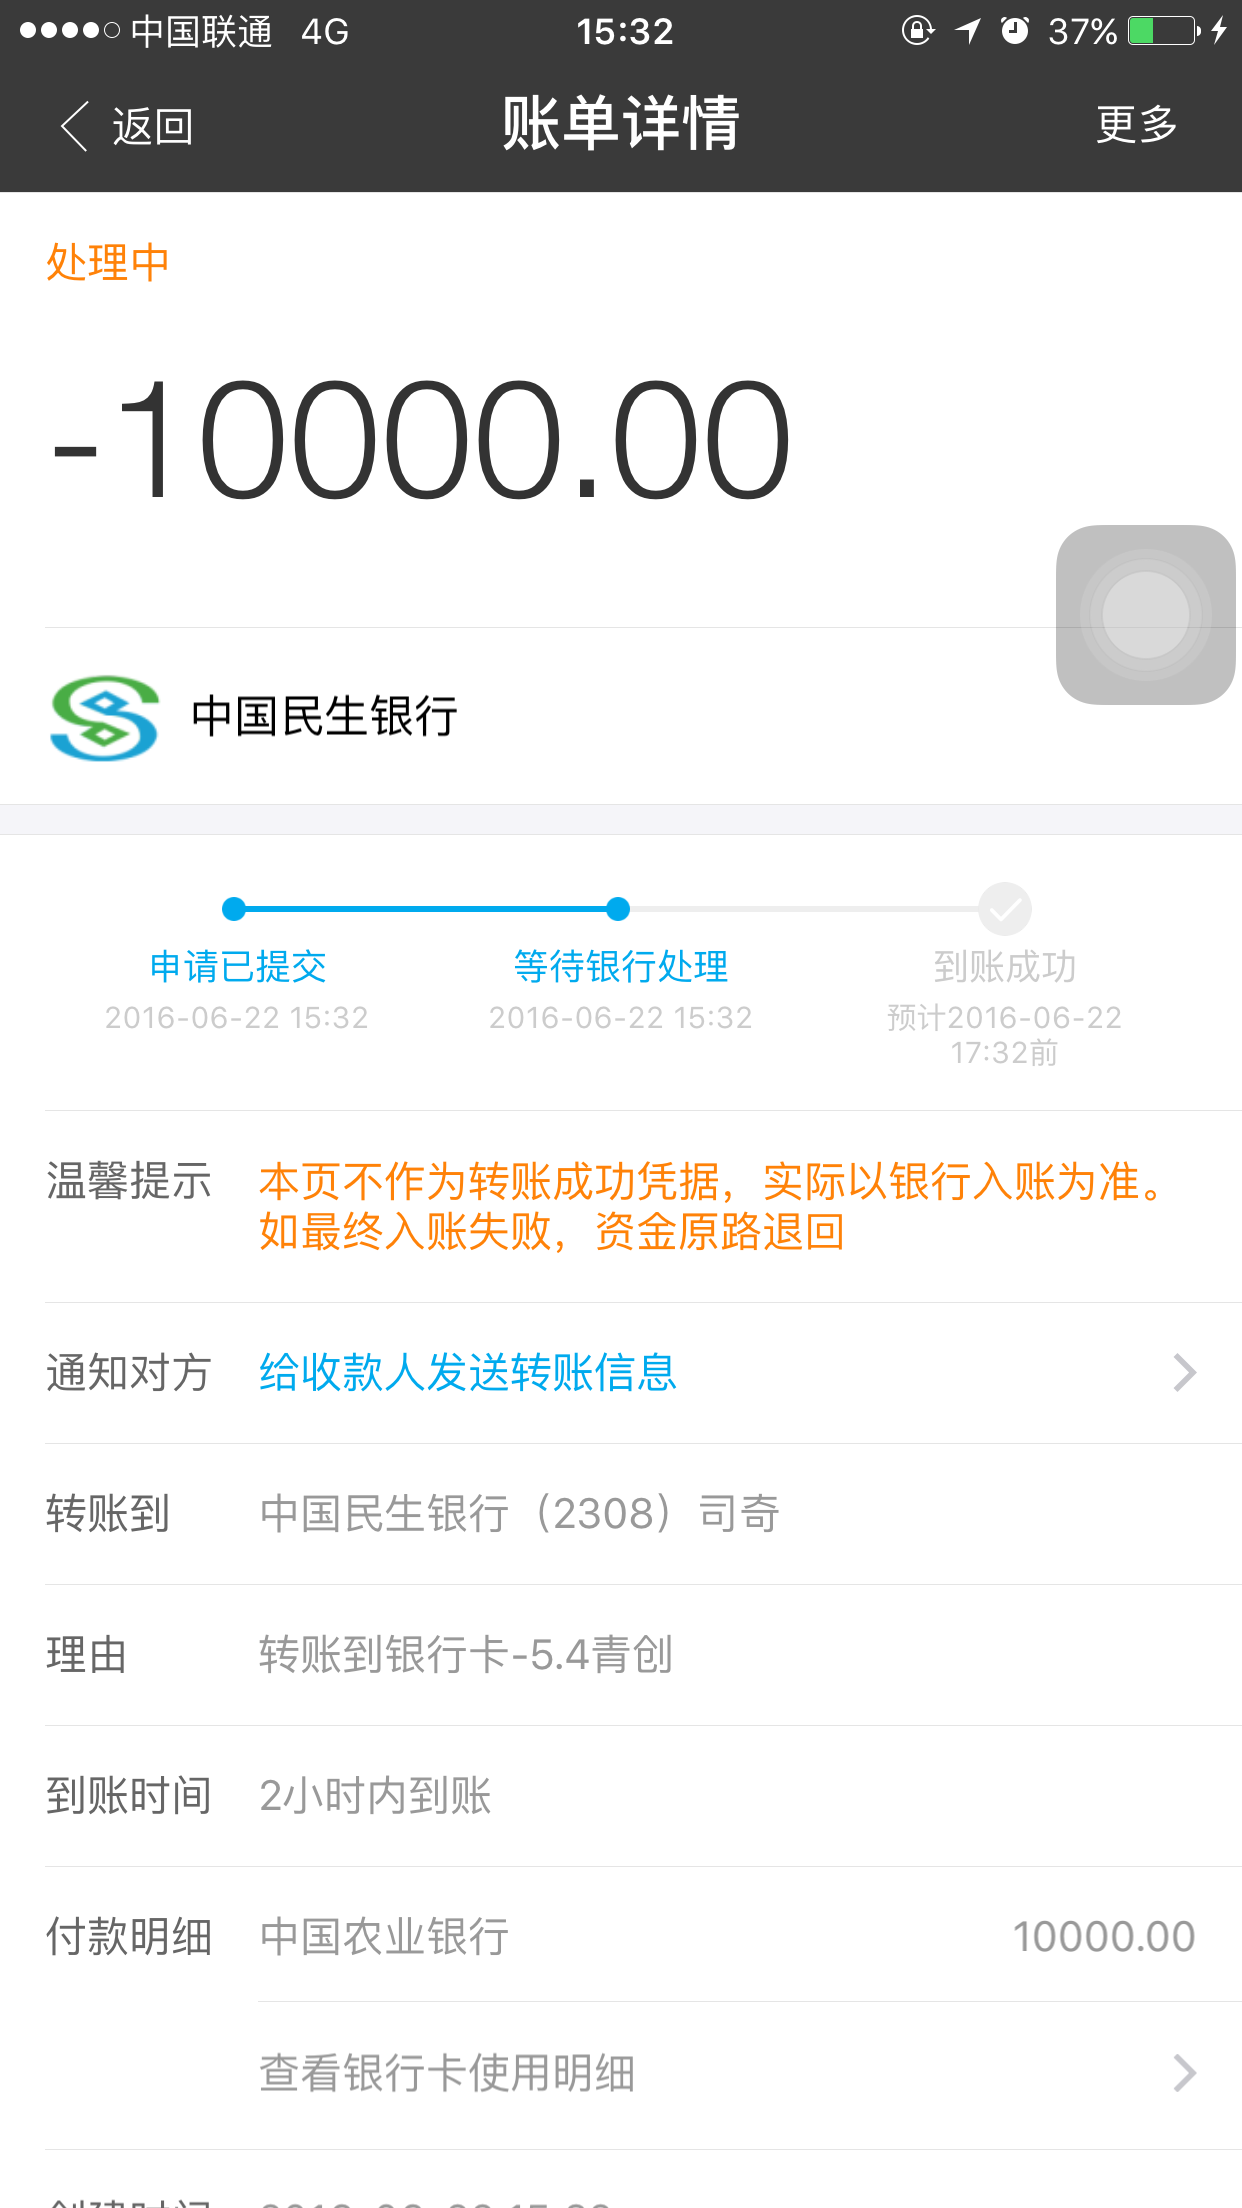 中国联通 4G 15:32 37%
返回 账单详情 更多
处理中
-10000.00
中国民生银行
申请已提交 等待银行处理 到账成功
2016-06-22 15:32 2016-06-22 15:32 预计2016-06-22
17:32前
温馨提示 本页不作为转账成功凭据，实际以银行入账为准。
如最终入账失败，资金原路退回
通知对方 给收款人发送转账信息
转账到 中国民生银行（2308）司奇
理由 转账到银行卡-5.4青创
到账时间 2小时内到账
付款明细 中国农业银行 10000.00
查看银行卡使用明细